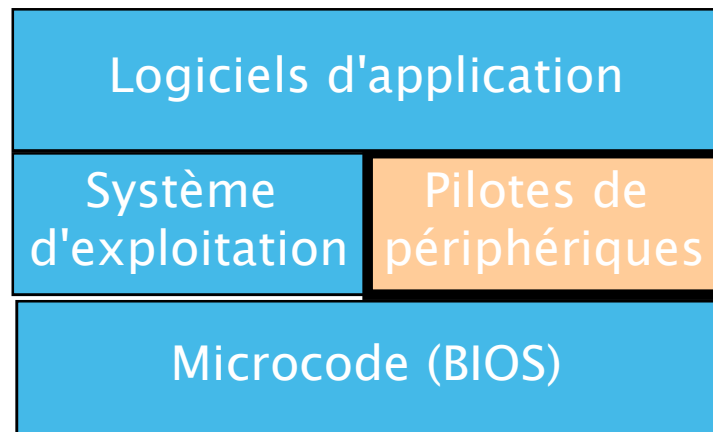 Logiciels d'application
Système
d'exploitation
Pilotes de
périphériques
Microcode (BIOS)